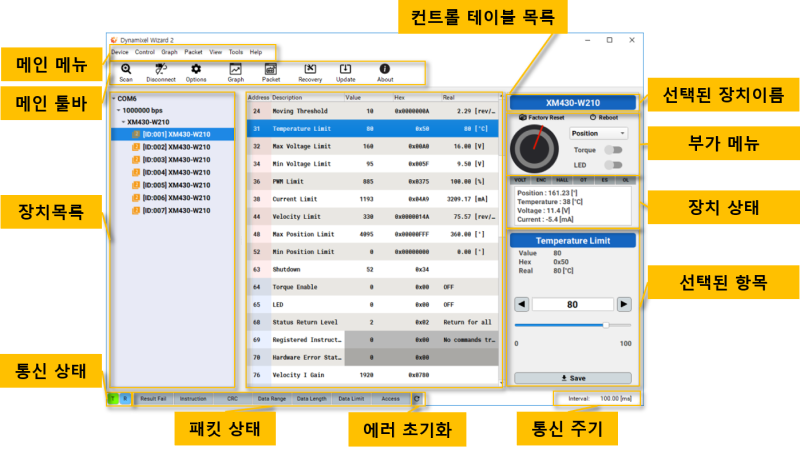 컨트롤 테이블 목록
Dynamixel Wizard 2
메인 메뉴
Device Control Graph Packet View Tools Help
메인 툴바
Scan Disconnect Options Graph Packet Recovery Update About
장치목록
COM6
1000000 bps
XM430-W210
[ID:001] XM430-W210
[ID:002] XM430-W210
[ID:003] XM430-W210
[ID:004] XM430-W210
[ID:005] XM430-W210
[ID:006] XM430-W210
[ID:007] XM430-W210
Address Description Value Hex Real
24 Moving Threshold 10 0x0000000A 2.29 [rev/...
31 Temperature Limit 80 0x50 80 [°C]
32 Max Voltage Limit 160 0x00A0 16.00 [V]
34 Min Voltage Limit 95 0x005F 9.50 [V]
36 PWM Limit 885 0x0375 100.00 [%]
38 Current Limit 1193 0x04A9 3209.17 [mA]
44 Velocity Limit 330 0x0000014A 75.57 [rev/...
48 Max Position Limit 4095 0x00000FFF 360.00 [°]
52 Min Position Limit 0 0x00000000 0.00 [°]
63 Shutdown 52 0x34
64 Torque Enable 0 0x00 OFF
65 LED 0 0x00 OFF
68 Status Return Level 2 0x02 Return for all
69 Registered Instruct... 0 0x00 No commands tr...
70 Hardware Error Stat... 0 0x00
76 Velocity I Gain 1920 0x0780
XM430-W210
선택된 장치이름
Factory Reset Reboot
Position
부가 메뉴
Torque
LED
VOLT ENC HALL OT ES OL
Position : 161.23 [°]
Temperature : 38 [°C]
Voltage : 11.4 [V]
Current : -5.4 [mA]
장치 상태
Temperature Limit
Value 80
Hex 0x50
Real 80 [°C]
선택된 항목
80
0 100
Save
통신 상태
T R Result Fail Instruction CRC Data Range Data Length Data Limit Access
Interval: 100.00 [ms]
패킷 상태
에러 초기화
통신 주기